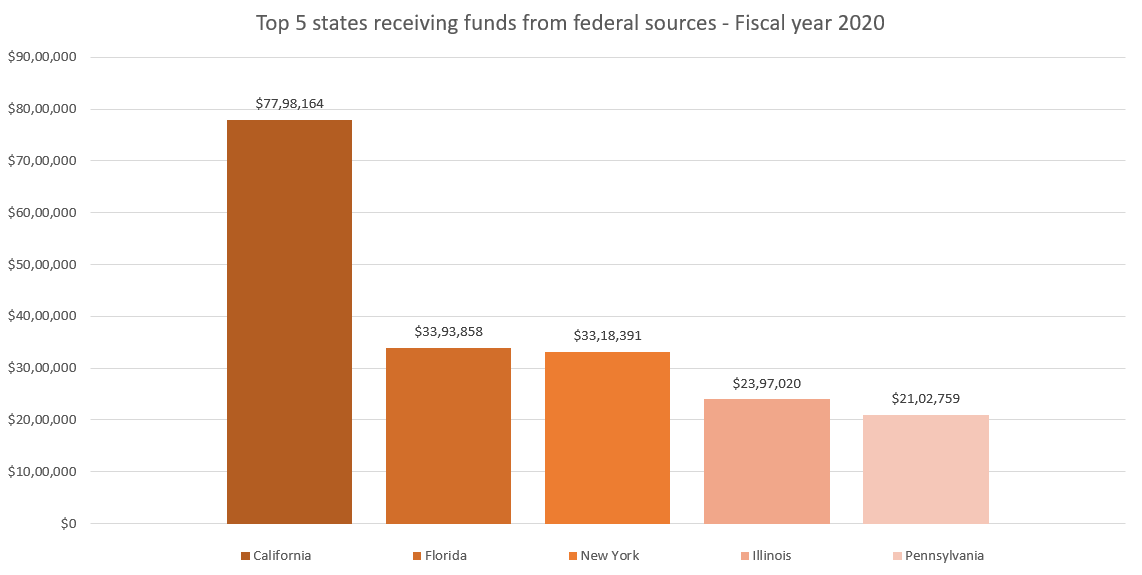 Top 5 states receiving funds from federal sources - Fiscal year 2020
$90,00,000
$80,00,000
$70,00,000
$60,00,000
$50,00,000
$40,00,000
$30,00,000
$20,00,000
$10,00,000
$0
$77,98,164
$33,93,858
$33,18,391
$23,97,020
$21,02,759
California
Florida
New York
Illinois
Pennsylvania